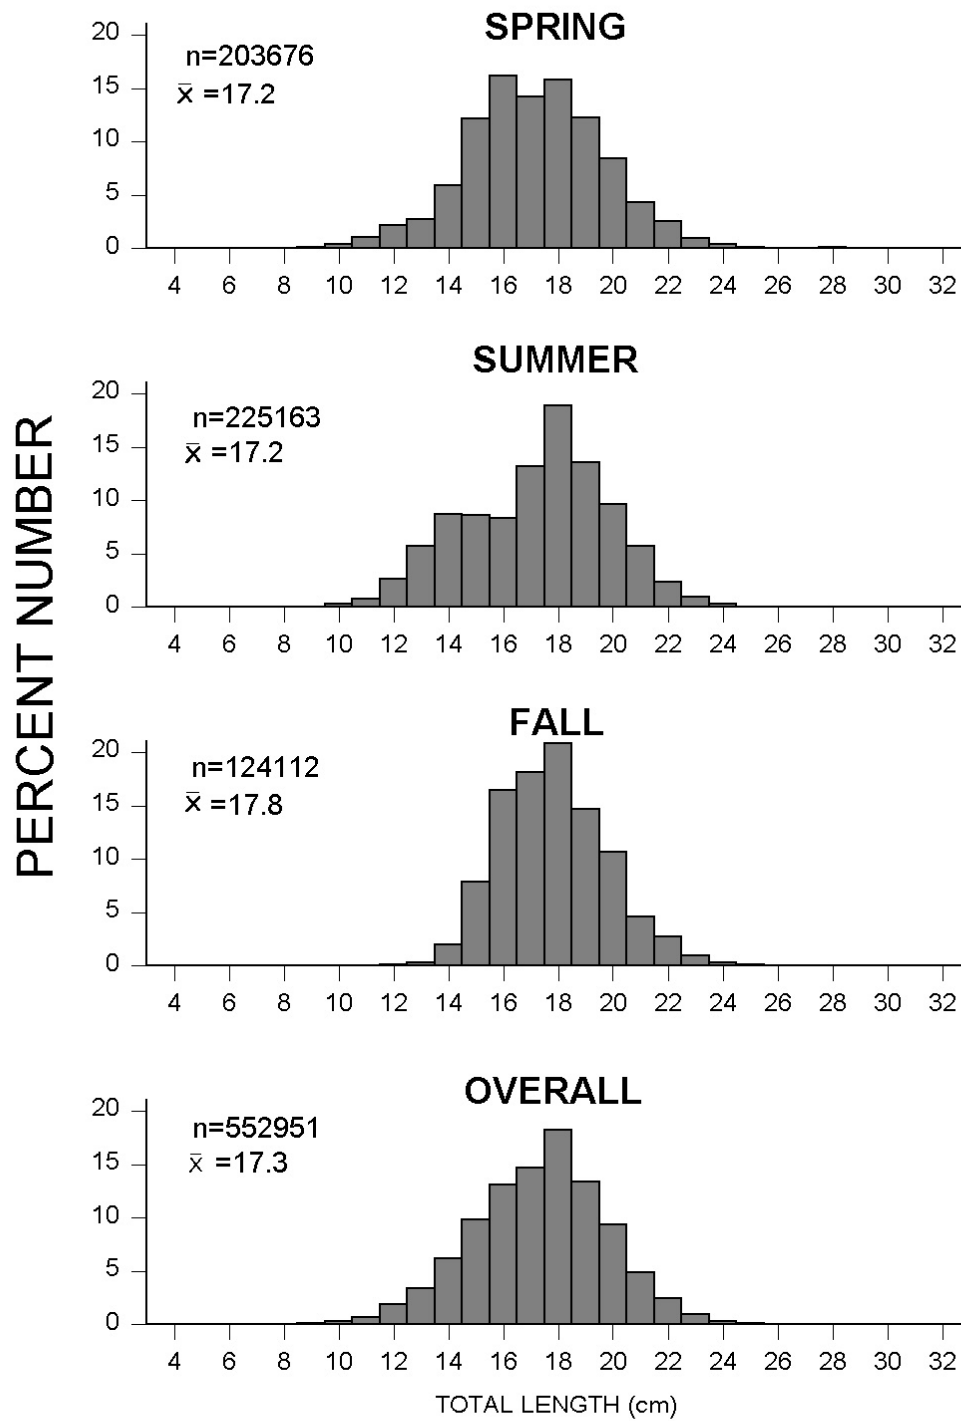 SPRING
n=203676
x̄ =17.2
20
15
10
5
0
4 6 8 10 12 14 16 18 20 22 24 26 28 30 32
SUMMER
n=225163
x̄ =17.2
20
15
10
5
0
4 6 8 10 12 14 16 18 20 22 24 26 28 30 32
FALL
n=124112
x̄ =17.8
20
15
10
5
0
4 6 8 10 12 14 16 18 20 22 24 26 28 30 32
OVERALL
n=552951
x̄ =17.3
20
15
10
5
0
4 6 8 10 12 14 16 18 20 22 24 26 28 30 32
TOTAL LENGTH (cm)
PERCENT NUMBER